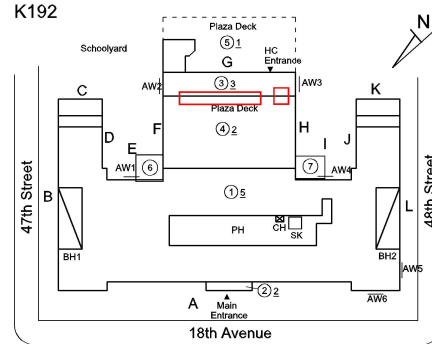 K192
Plaza Deck
N
Schoolyard
⑤ 1
G
HC
Entrance
C
AW2
③ 3
AW3
K
Plaza Deck
D
F
④ 2
H
J
E
I
AW1
⑥
⑦
AW4
47th Street
B
① 5
L
48th Street
PH
CH
SK
BH1
BH2
AW5
A
② 2
AW6
Main
Entrance
18th Avenue